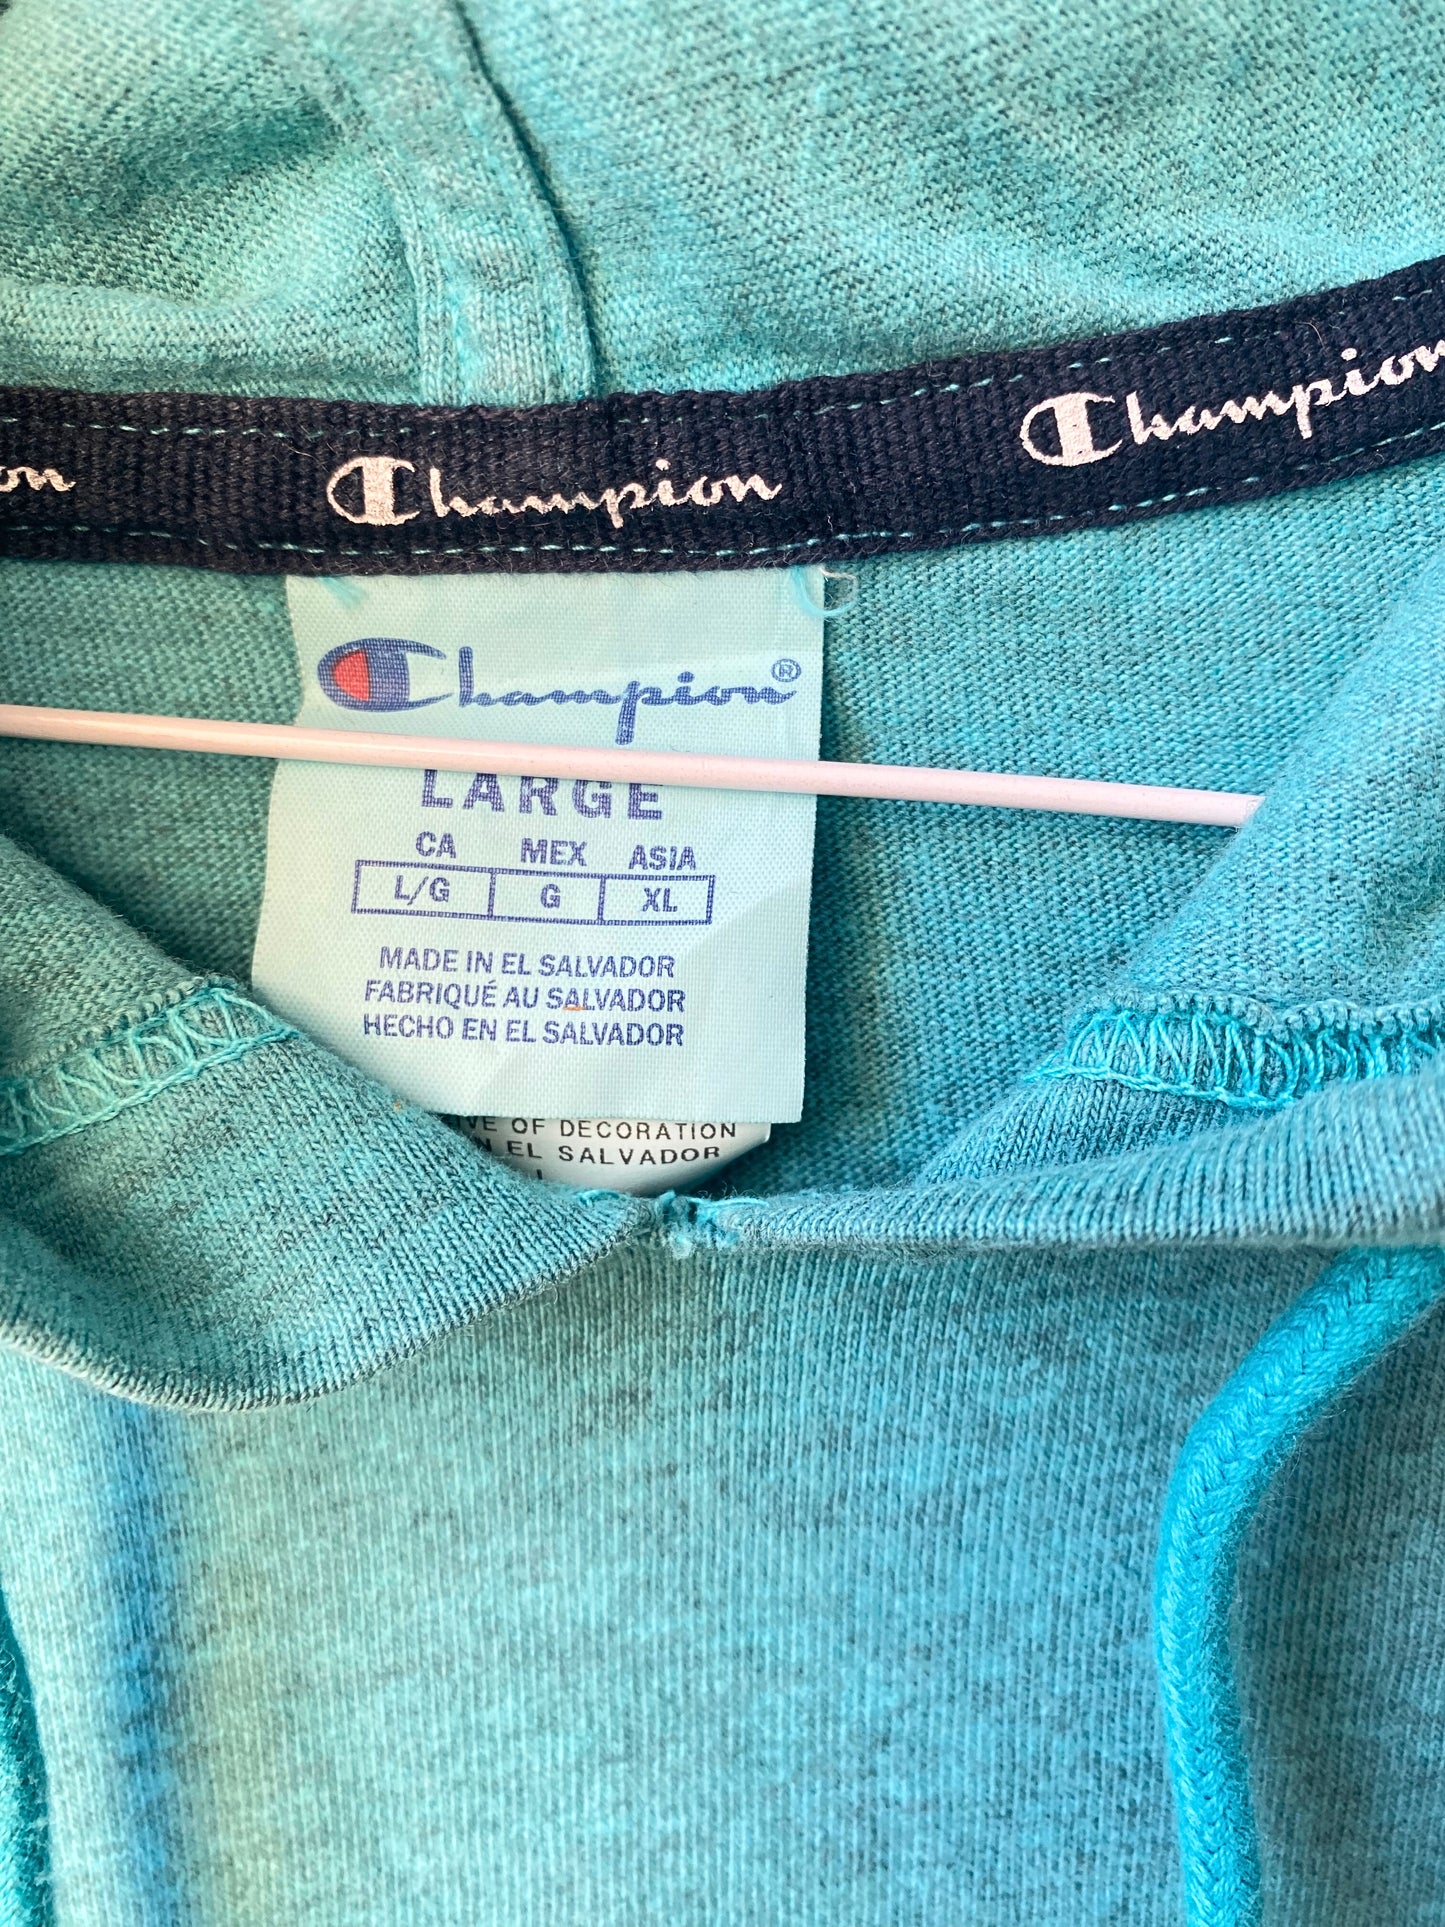 Champion
on Champion
Champion®
LARGE
CA MEX ASIA
L/G G XL
MADE IN EL SALVADOR
FABRIQUÉ AU SALVADOR
HECHO EN EL SALVADOR
OF DECORATION
EL SALVADOR